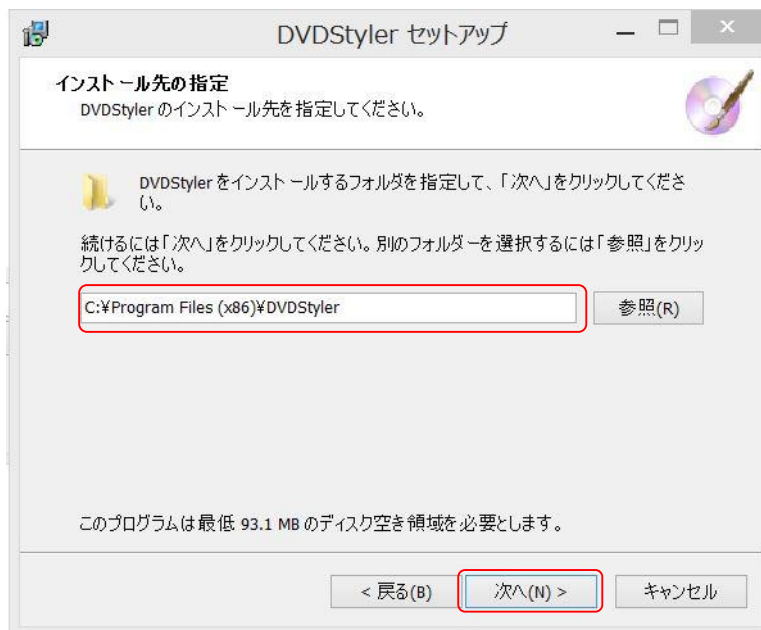 DVDStyler セットアップ
インストール先の指定
DVDStyler のインストール先を指定してください。
DVDStyler をインストールするフォルダを指定して、「次へ」をクリックしてくださ
い。
続けるには「次へ」をクリックしてください。別のフォルダーを選択するには「参照」をクリッ
クしてください。
C:¥Program Files (x86)¥DVDStyler
参照(R)
このプログラムは最低 93.1 MB のディスク空き領域を必要とします。
< 戻る(B)
次へ(N) >
キャンセル